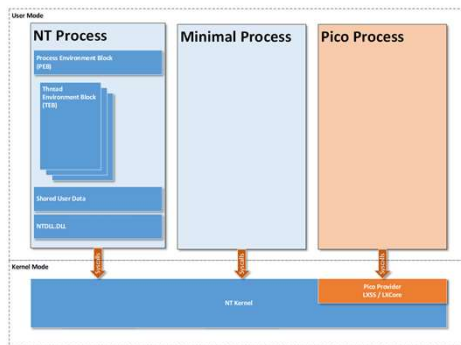 User Mode
NT Process
Minimal Process
Pico Process
Process Environment Block
(PEB)
Thread
Environment Block
(TEB)
Shared User Data
NTDLL.DLL
Syscalls
Syscalls
Syscalls
Kernel Mode
NT Kernel
Pico Provider
LXSS / LXCore